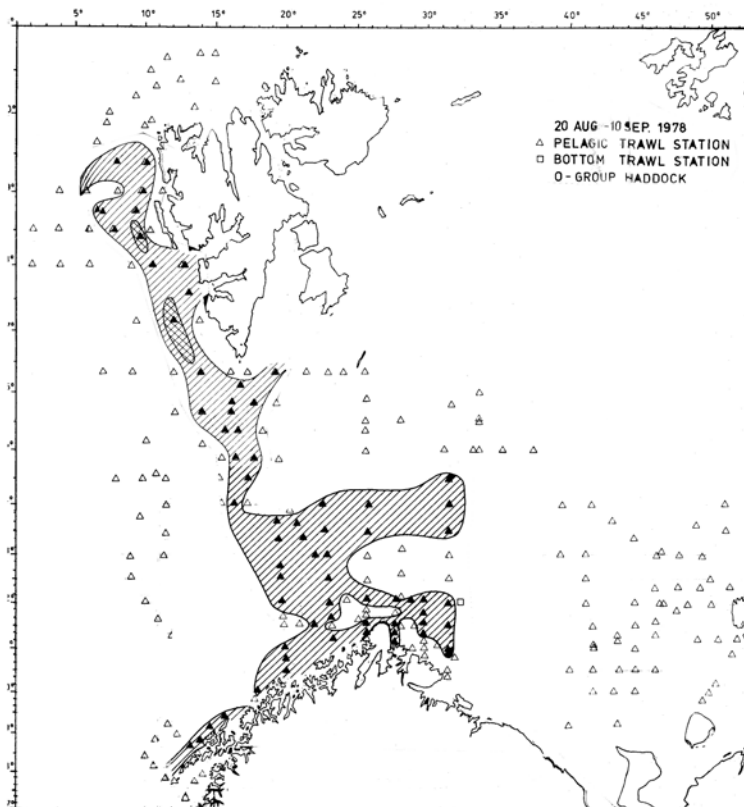 5° 10° 15° 20° 25° 30° 35° 40° 45° 50°
20 AUG -10 SEP. 1978
△ PELAGIC TRAWL STATION
□ BOTTOM TRAWL STATION
0-GROUP HADDOCK